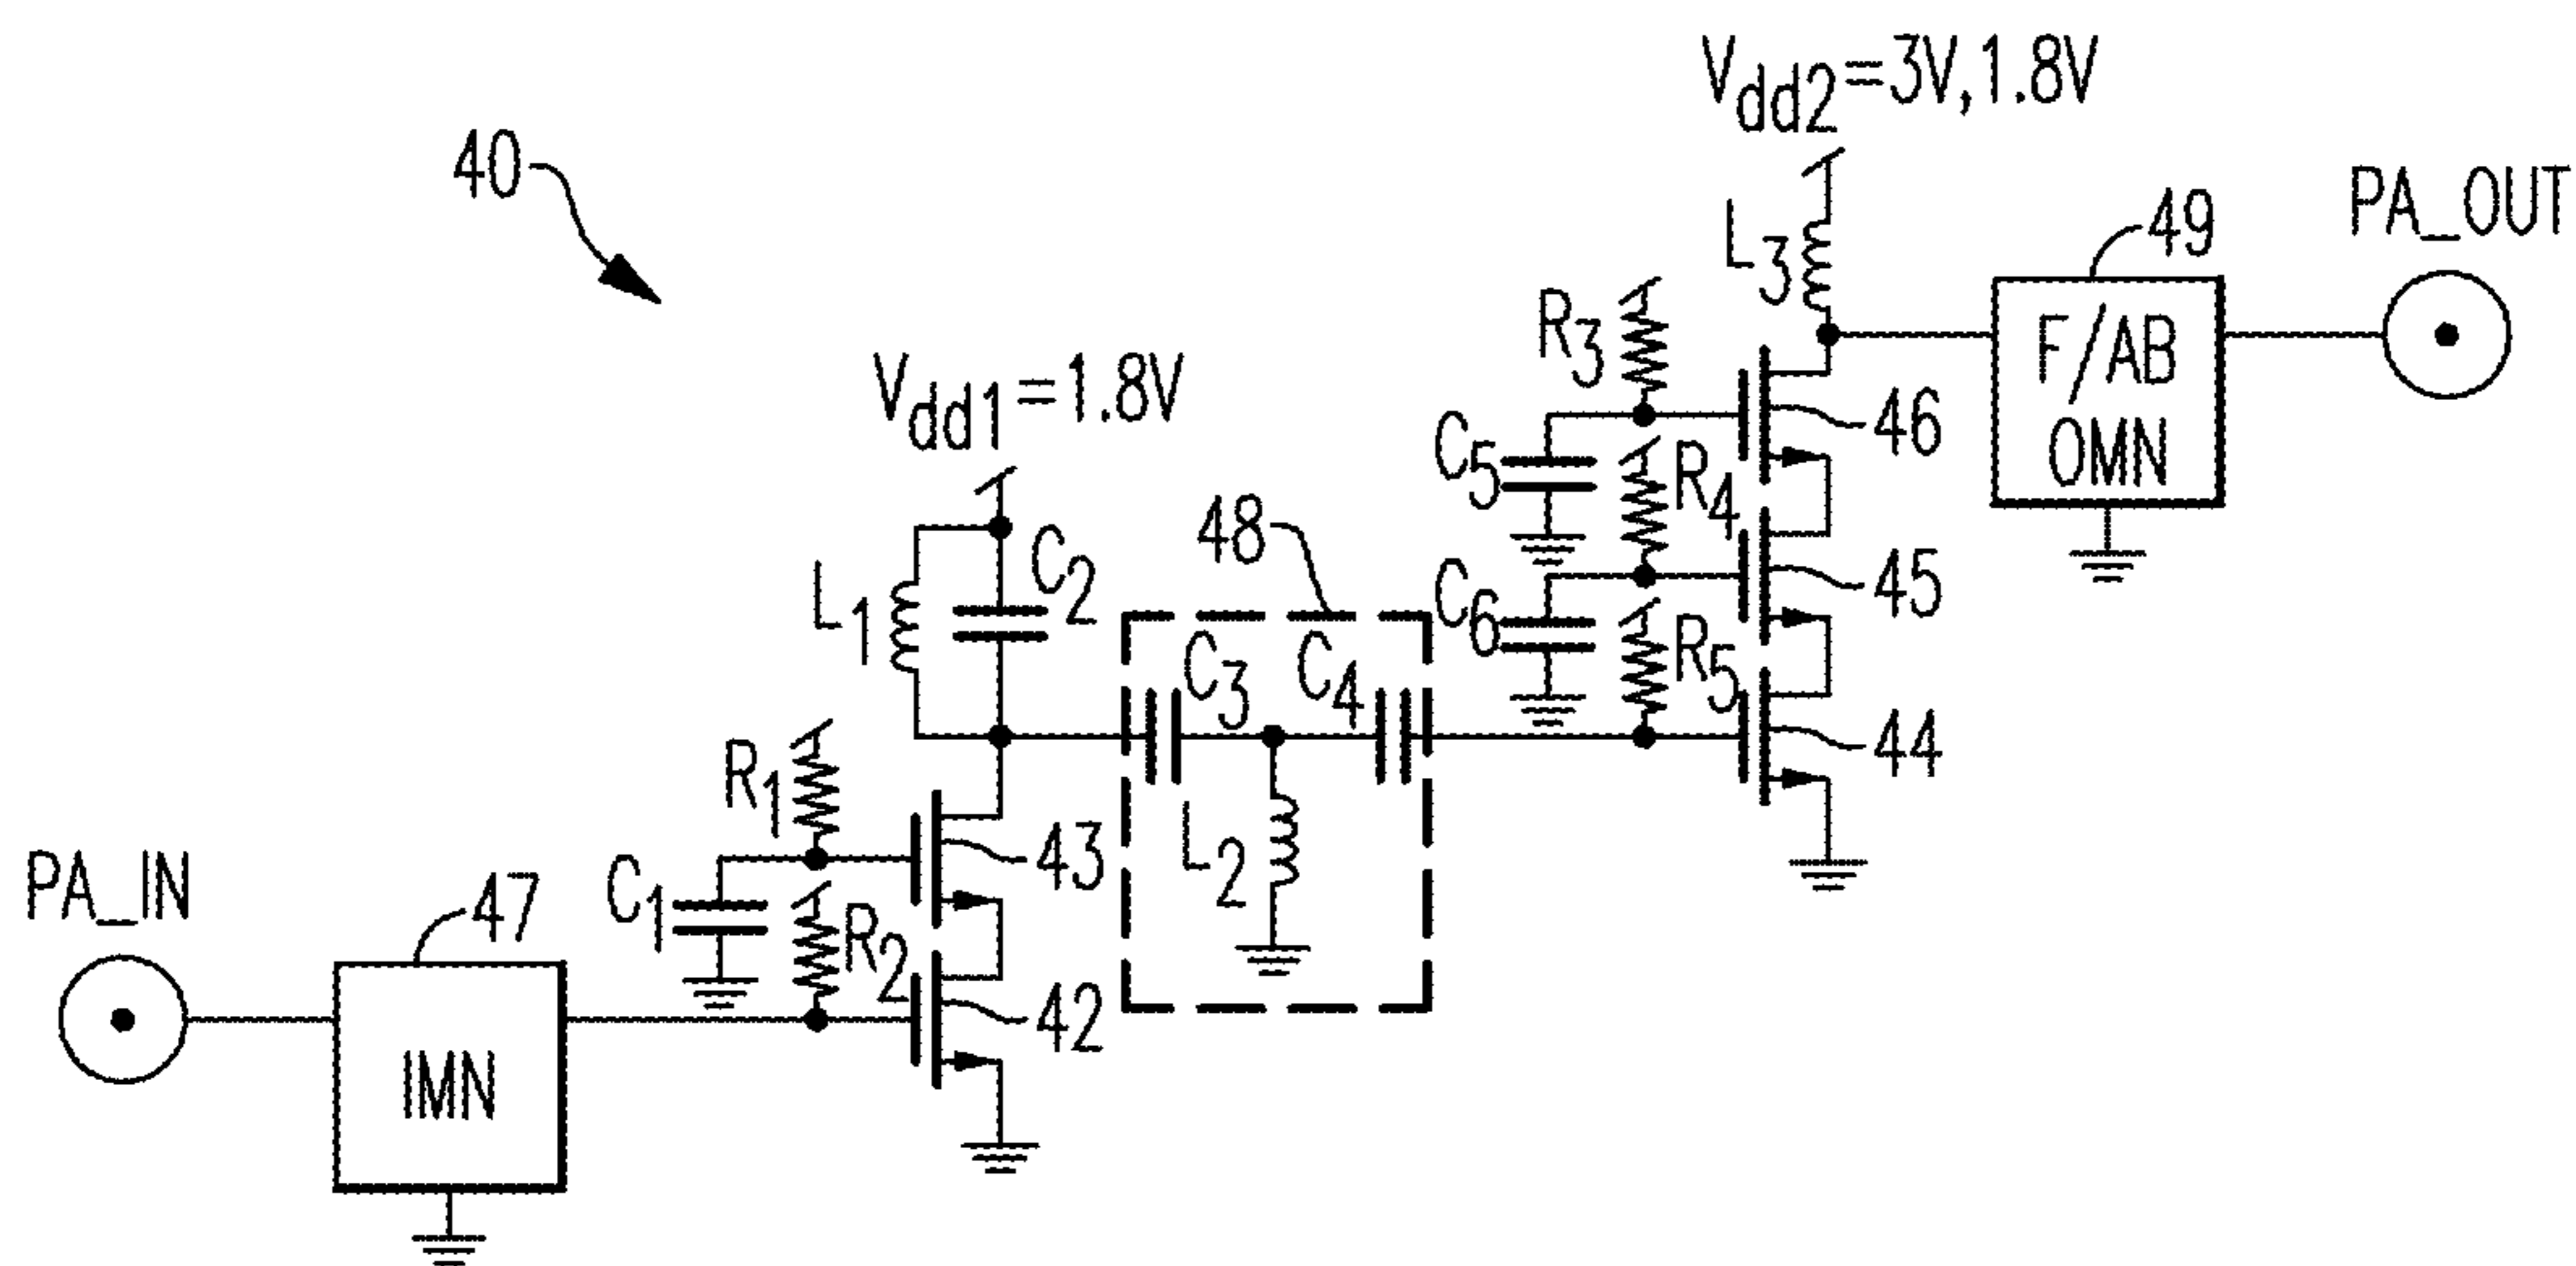 40
Vdd2=3V,1.8V
PA_OUT
49
L3
F/AB
OMN
R3
46
C5
R4
45
C6
R5
44
Vdd1=1.8V
48
L1
C2
C3
C4
L2
R1
43
C1
R2
42
PA_IN
47
IMN